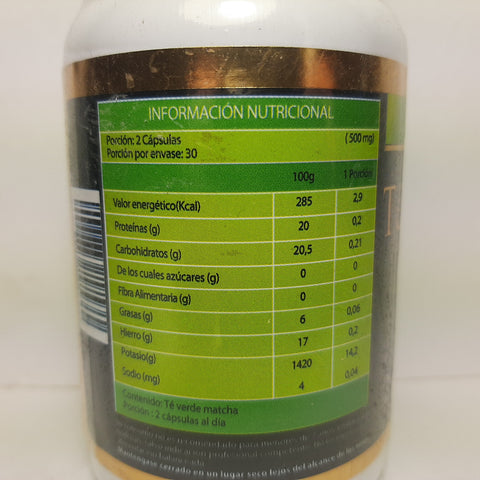 INFORMACIÓN NUTRICIONAL
Porción: 2 Cápsulas (500 mg)
Porción por envase: 30
100g 1 Porción
Valor energético(Kcal) 285 2,9
Proteínas (g) 20 0,2
Carbohidratos (g) 20,5 0,21
De los cuales azúcares (g) 0 0
Fibra Alimentaria (g) 0 0
Grasas (g) 6 0,06
Hierro (g) 17 0,2
Potasio(g) 1420 14,2
Sodio (mg) 4 0,04
Contenido: Té verde matcha
Porción : 2 cápsulas al día
recomendado para menores de
Manténgase cerrado en un lugar seco lejos del alcance de los